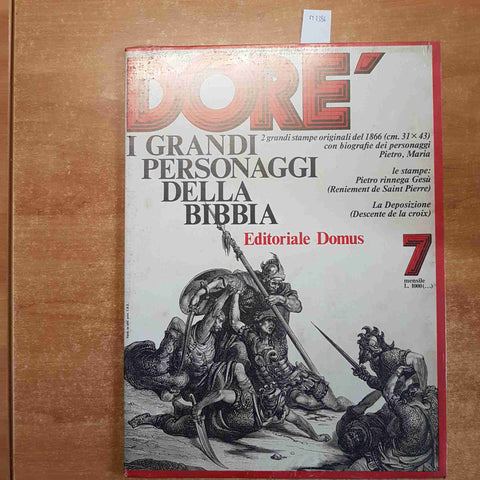 DORE´
I GRANDI
PERSONAGGI
DELLA
BIBBIA
2 grandi stampe originali del 1866 (cm. 31 × 43)
con biografie dei personaggi
Pietro, Maria
le stampe:
Pietro rinnega Gesù
(Reniement de Saint Pierre)
La Deposizione
(Descente de la croix)
Editoriale Domus
7
mensile
L. 1000 (...)